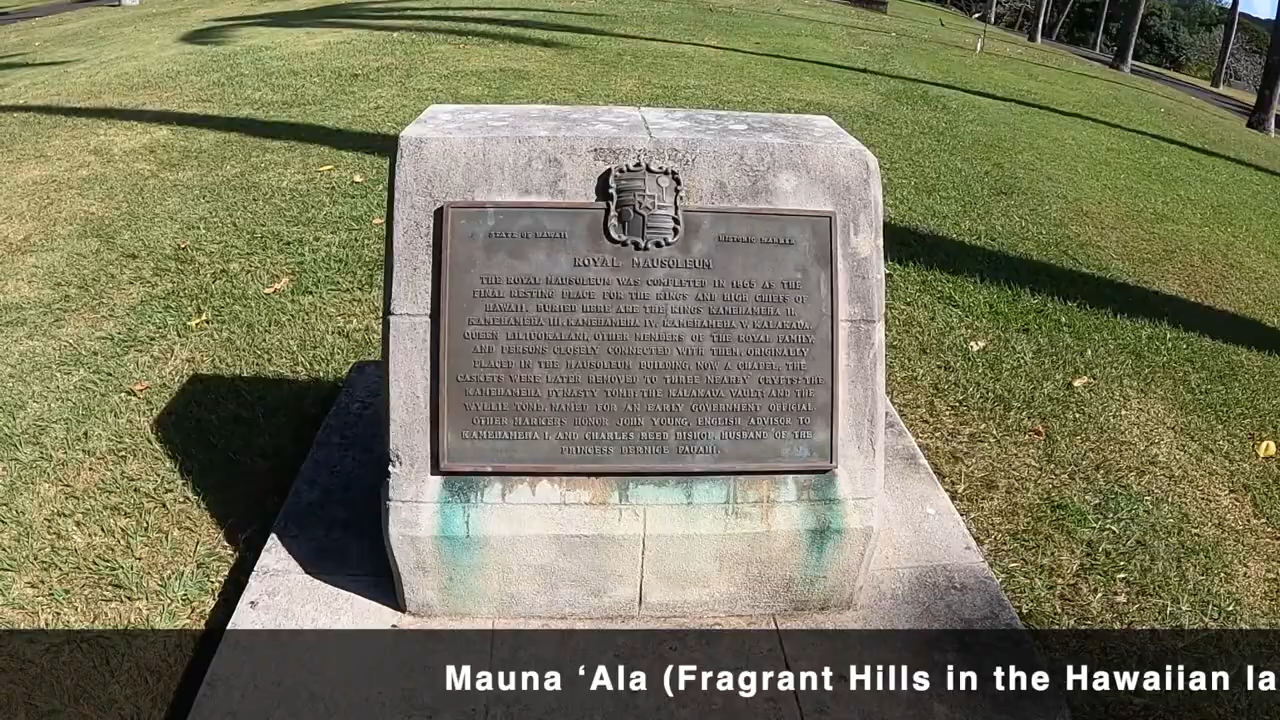 STATE OF HAWAII
HISTORIC MARKER
ROYAL MAUSOLEUM
THE ROYAL MAUSOLEUM WAS COMPLETED IN 1865 AS THE
FINAL RESTING PLACE FOR THE KINGS AND HIGH CHIEFS OF
HAWAII. BURIED HERE ARE THE KINGS KAMEHAMEHA II,
KAMEHAMEHA III, KAMEHAMEHA IV, KAMEHAMEHA V, KALAKAUA,
QUEEN LILIUOKALANI, OTHER MEMBERS OF THE ROYAL FAMILY,
AND PERSONS CLOSELY CONNECTED WITH THEM. ORIGINALLY
PLACED IN THE MAUSOLEUM BUILDING, NOW A CHAPEL, THE
CASKETS WERE LATER REMOVED TO THREE NEARBY CRYPTS: THE
KAMEHAMEHA DYNASTY TOMB; THE KALAKAUA VAULT; AND THE
WYLLIE TOMB, NAMED FOR AN EARLY GOVERNMENT OFFICIAL.
OTHER MARKERS HONOR JOHN YOUNG, ENGLISH ADVISOR TO
KAMEHAMEHA I, AND CHARLES REED BISHOP, HUSBAND OF THE
PRINCESS BERNICE PAUAHI.
Mauna ‘Ala (Fragrant Hills in the Hawaiian la